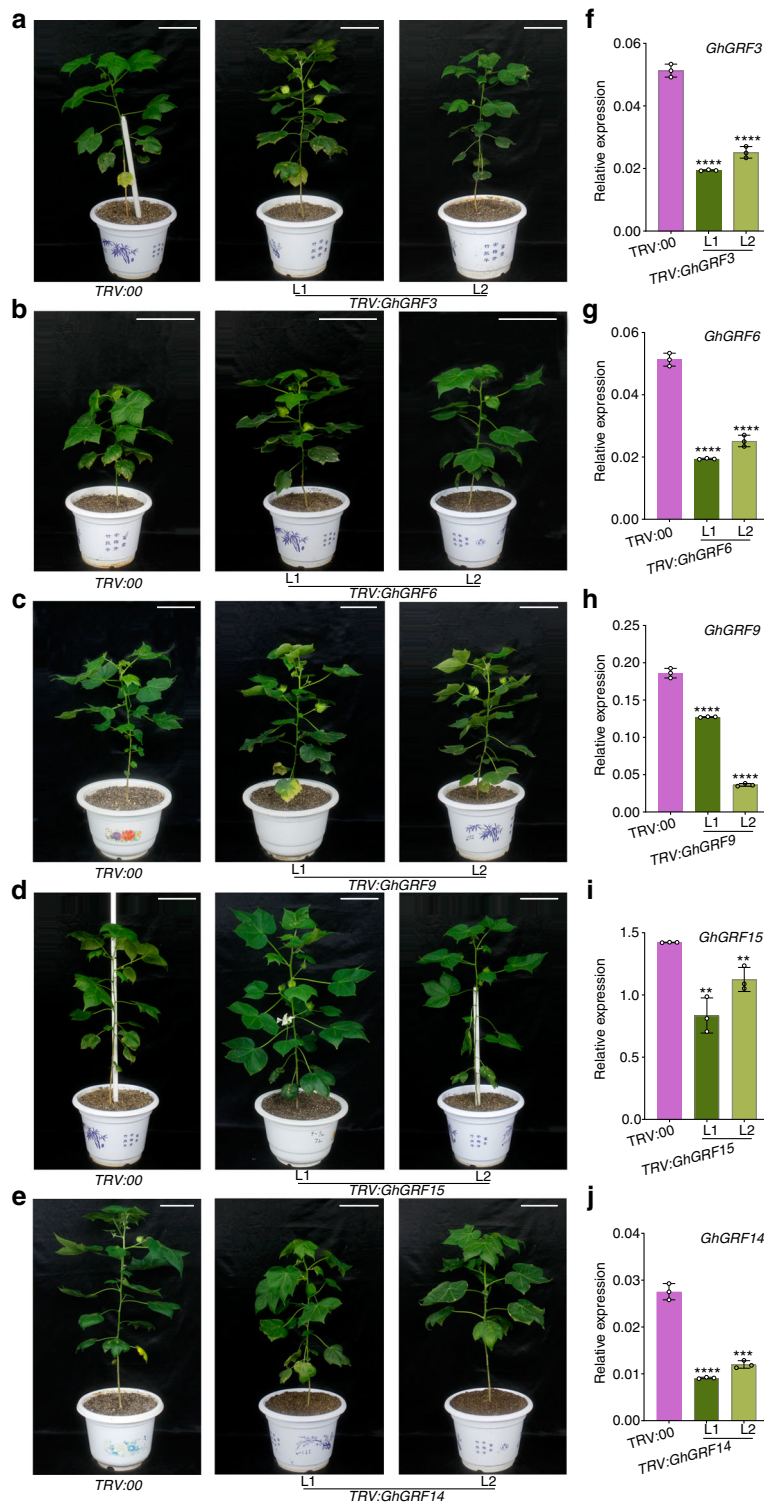 a
TRV:00
L1
L2
TRV:GhGRF3
f
GhGRF3
Relative expression
0.06
0.04
0.02
0.00
****
****
TRV:00
L1
L2
TRV:GhGRF3
b
TRV:00
L1
L2
TRV:GhGRF6
g
GhGRF6
Relative expression
0.06
0.04
0.02
0.00
****
****
TRV:00
L1
L2
TRV:GhGRF6
c
TRV:00
L1
L2
TRV:GhGRF9
h
GhGRF9
Relative expression
0.25
0.20
0.15
0.10
0.05
0.00
****
****
TRV:00
L1
L2
TRV:GhGRF9
d
TRV:00
L1
L2
TRV:GhGRF15
i
GhGRF15
Relative expression
1.5
1.0
0.5
0.0
**
**
TRV:00
L1
L2
TRV:GhGRF15
e
TRV:00
L1
L2
TRV:GhGRF14
j
GhGRF14
Relative expression
0.04
0.03
0.02
0.01
0.00
****
***
TRV:00
L1
L2
TRV:GhGRF14